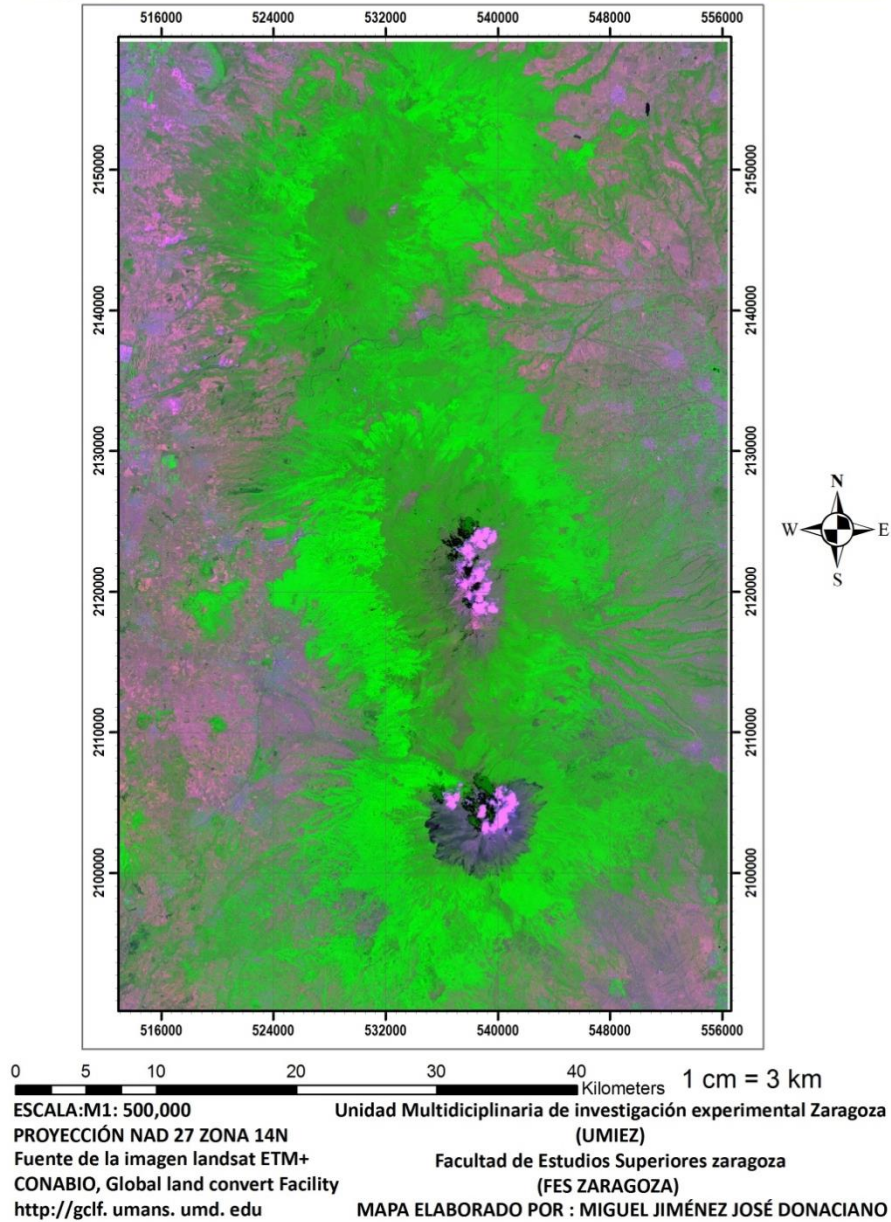 516000 524000 532000 540000 548000 556000
2150000 2150000
2140000 2140000
2130000 2130000
N
W E
S
2120000 2120000
2110000 2110000
2100000 2100000
516000 524000 532000 540000 548000 556000
0 5 10 20 30 40 Kilometers 1 cm = 3 km
ESCALA:M1: 500,000 Unidad Multidiciplinaria de investigación experimental Zaragoza
PROYECCIÓN NAD 27 ZONA 14N (UMIEZ)
Fuente de la imagen landsat ETM+ Facultad de Estudios Superiores zaragoza
CONABIO, Global land convert Facility (FES ZARAGOZA)
http://gclf. umans. umd. edu MAPA ELABORADO POR : MIGUEL JIMÉNEZ JOSÉ DONACIANO